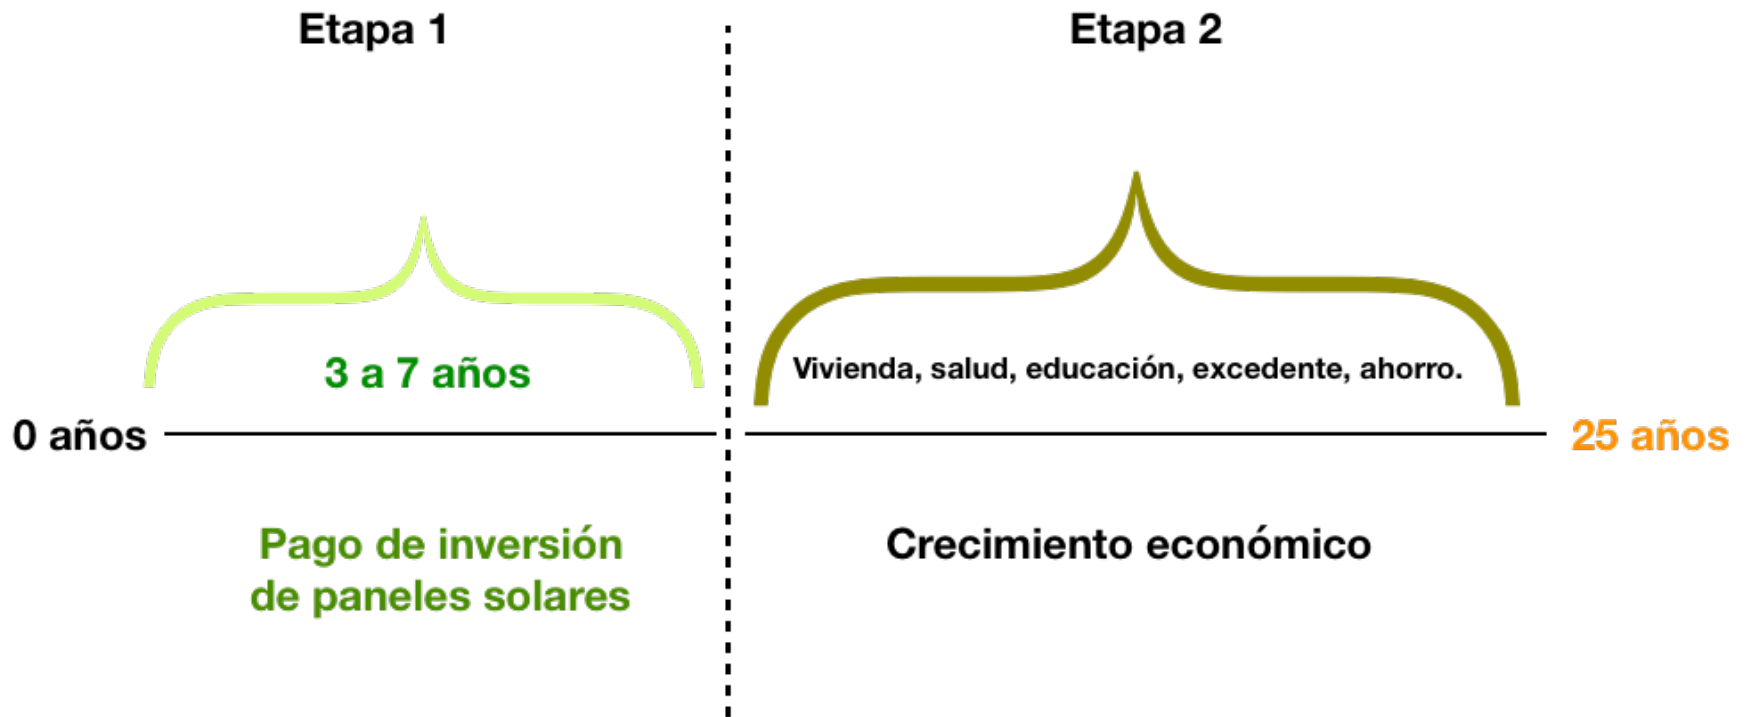 Etapa 1
Etapa 2
3 a 7 años
Vivienda, salud, educación, excedente, ahorro.
0 años
25 años
Pago de inversión
de paneles solares
Crecimiento económico